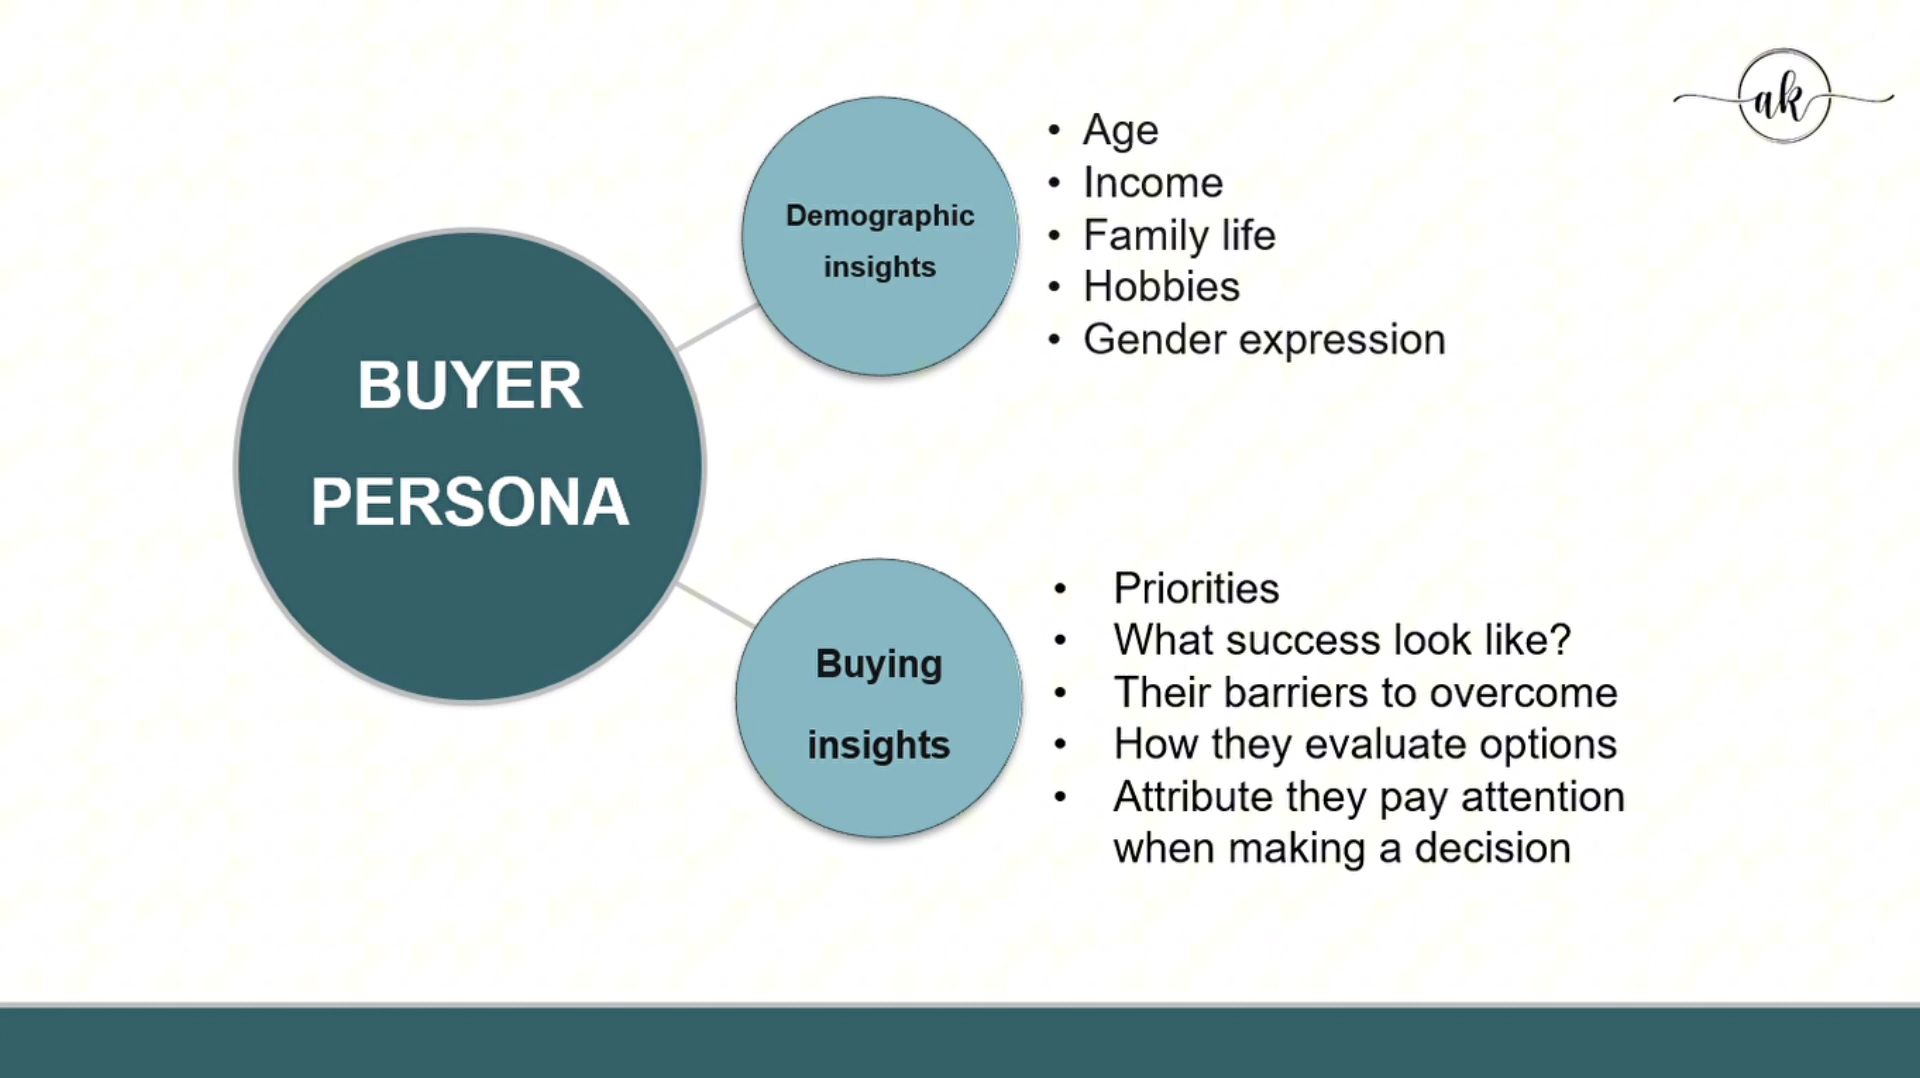 ak
BUYER
PERSONA
Demographic
insights
• Age
• Income
• Family life
• Hobbies
• Gender expression
Buying
insights
• Priorities
• What success look like?
• Their barriers to overcome
• How they evaluate options
• Attribute they pay attention
when making a decision